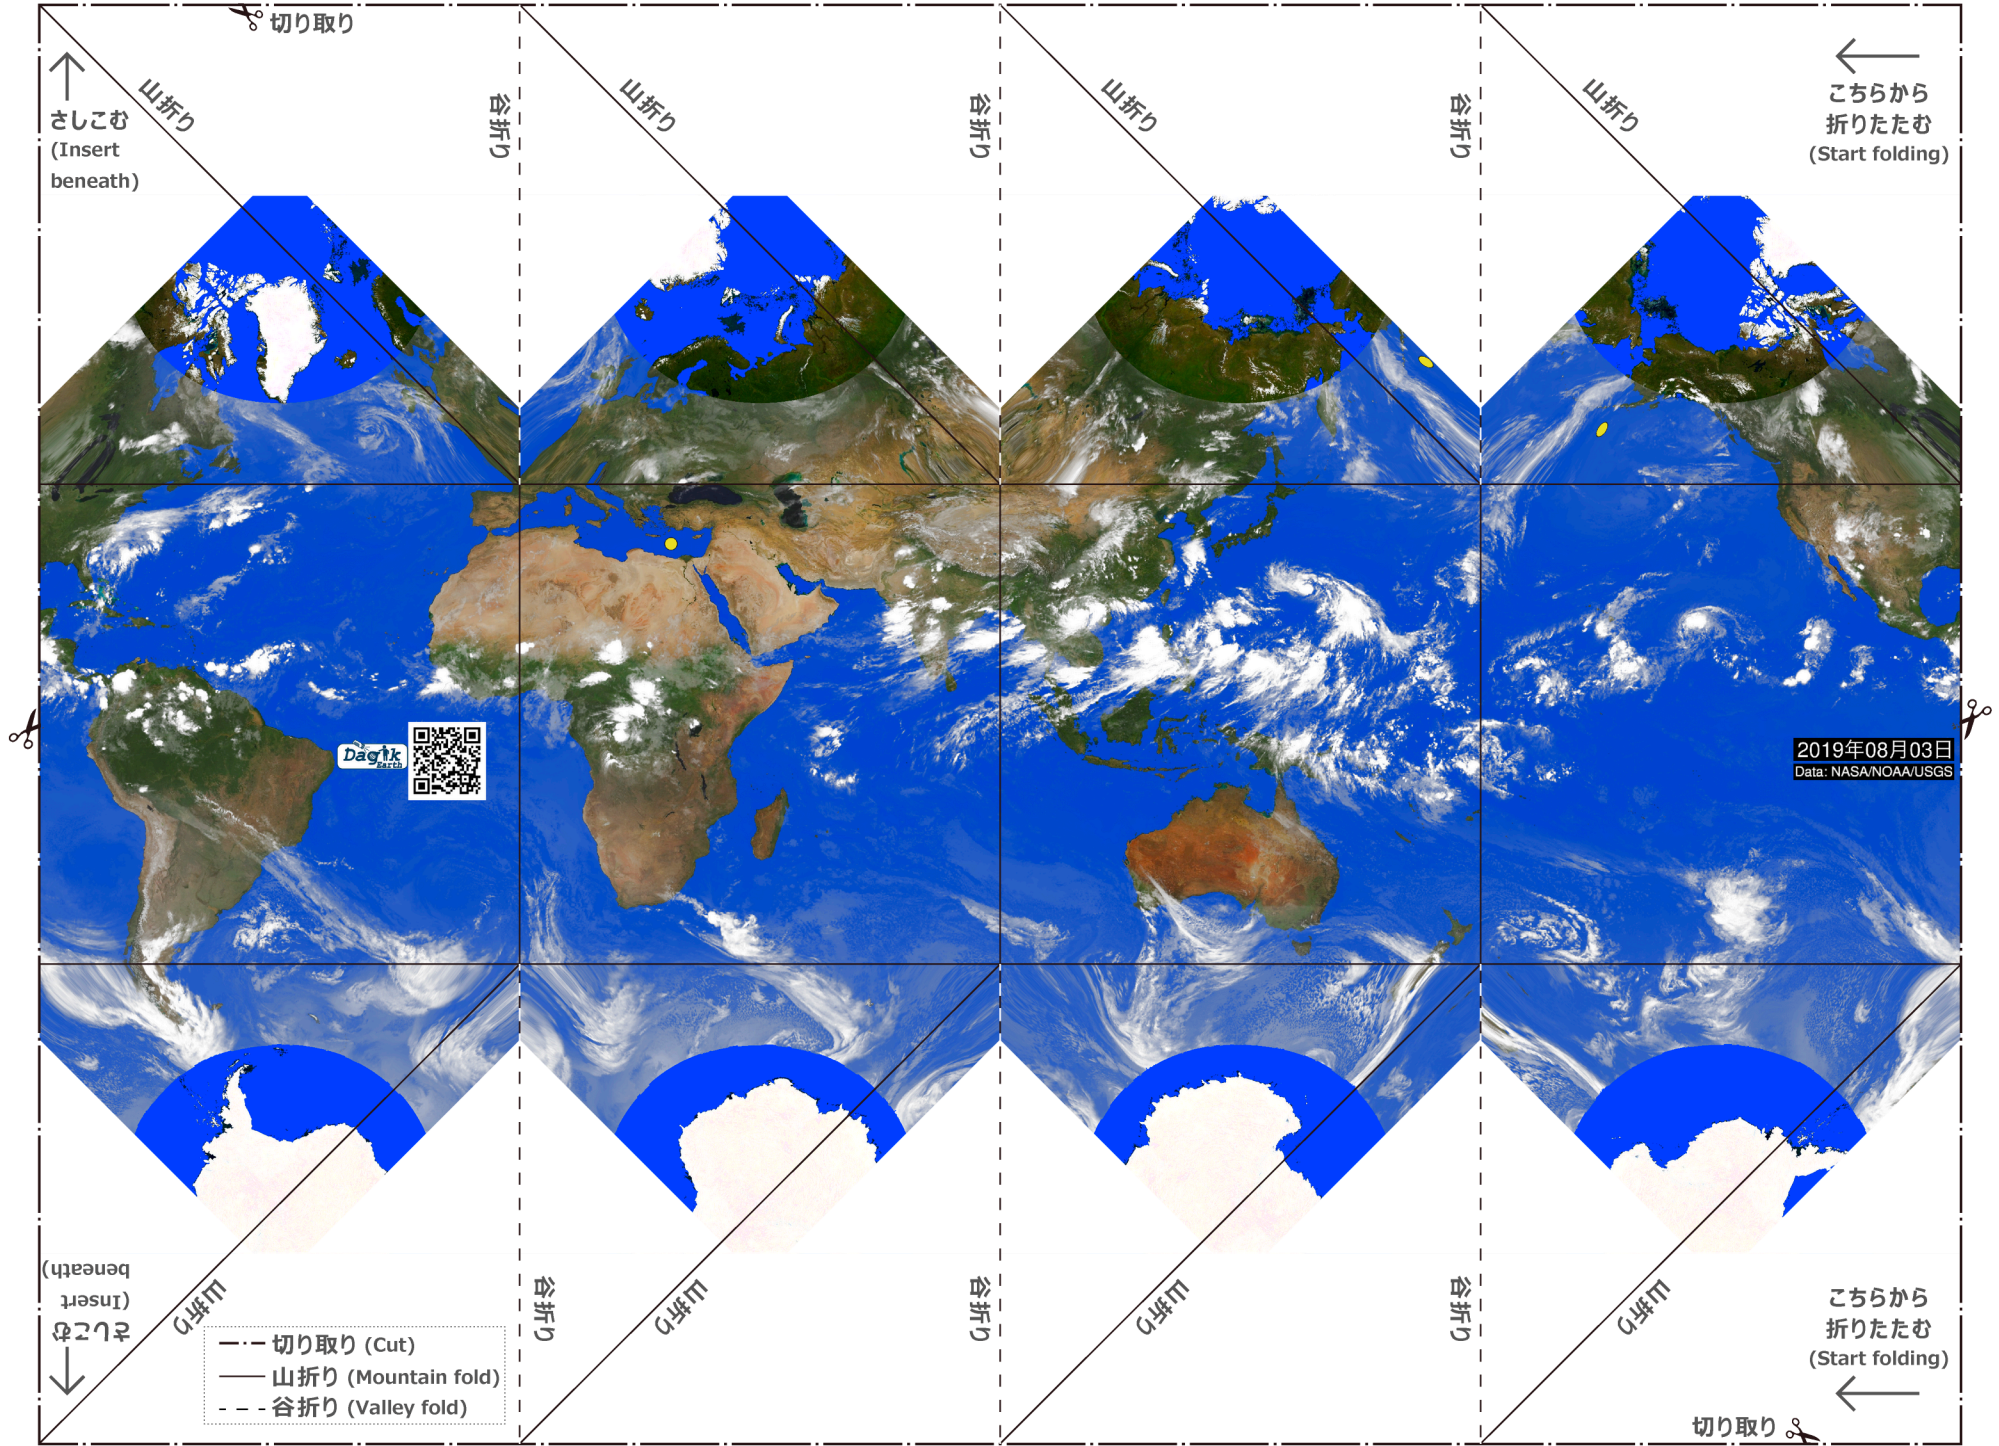 切り取り
さしこむ
(Insert
beneath)
山折り
谷折り
山折り
谷折り
山折り
谷折り
山折り
こちらから
折りたたむ
(Start folding)
Dagik
Earth
2019年08月03日
Data: NASA/NOAA/USGS
さしこむ
(Insert
beneath)
山折り
谷折り
山折り
谷折り
山折り
谷折り
山折り
こちらから
折りたたむ
(Start folding)
切り取り (Cut)
山折り (Mountain fold)
谷折り (Valley fold)
切り取り